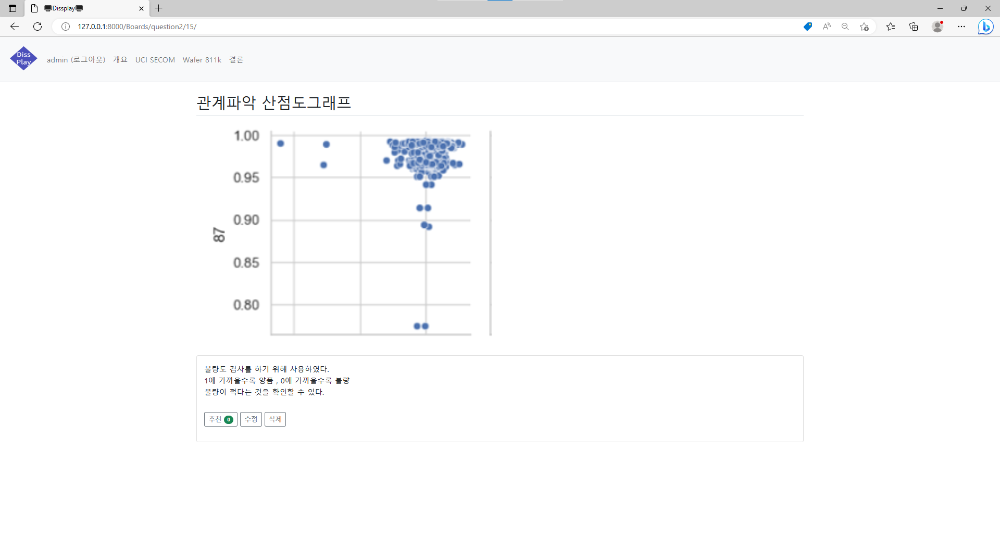 Dissplay
127.0.0.1:8000/Boards/question2/15/
Diss
Play
admin (로그아웃) 개요 UCI SECOM Wafer 811k 결론
관계파악 산점도그래프
1.00
0.95
0.90
87
0.85
0.80
불량도 검사를 하기 위해 사용하였다.
1에 가까울수록 양품 , 0에 가까울수록 불량
불량이 적다는 것을 확인할 수 있다.
추천 0 수정 삭제